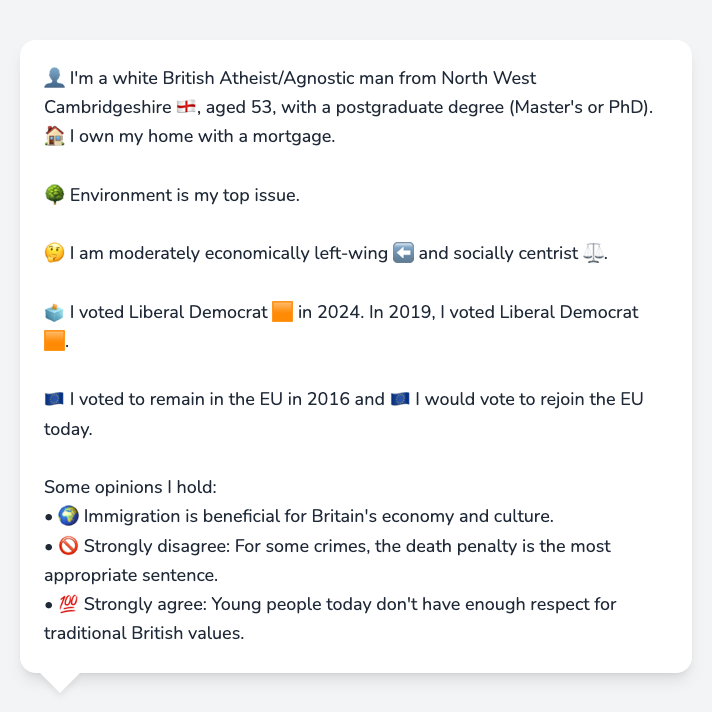 👤 I'm a white British Atheist/Agnostic man from North West
Cambridgeshire 🏴󠁧󠁢󠁥󠁮󠁧󠁿, aged 53, with a postgraduate degree (Master's or PhD).
🏠 I own my home with a mortgage.
🌳 Environment is my top issue.
🤔 I am moderately economically left-wing ⬅️ and socially centrist ⚖️.
🗳️ I voted Liberal Democrat 🟧 in 2024. In 2019, I voted Liberal Democrat
🟧.
🇪🇺 I voted to remain in the EU in 2016 and 🇪🇺 I would vote to rejoin the EU
today.
Some opinions I hold:
• 🌍 Immigration is beneficial for Britain's economy and culture.
• 🚫 Strongly disagree: For some crimes, the death penalty is the most
appropriate sentence.
• 💯 Strongly agree: Young people today don't have enough respect for
traditional British values.